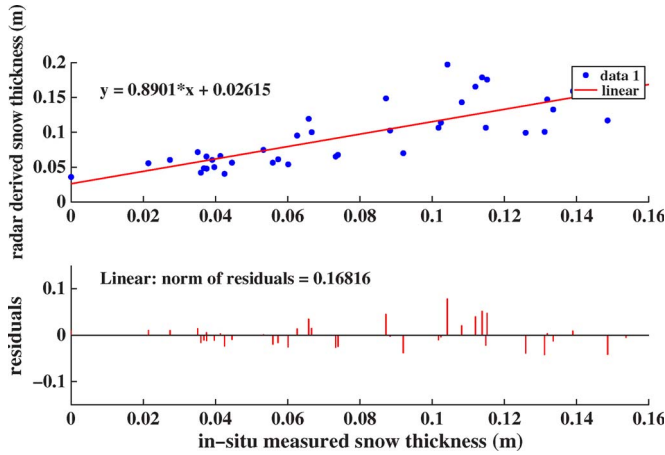 radar derived snow thickness (m)
0.2
0.15
0.1
0.05
0
y = 0.8901*x + 0.02615
data 1
linear
0 0.02 0.04 0.06 0.08 0.1 0.12 0.14 0.16
residuals
0.1
0
−0.1
Linear: norm of residuals = 0.16816
0 0.02 0.04 0.06 0.08 0.1 0.12 0.14 0.16
in-situ measured snow thickness (m)